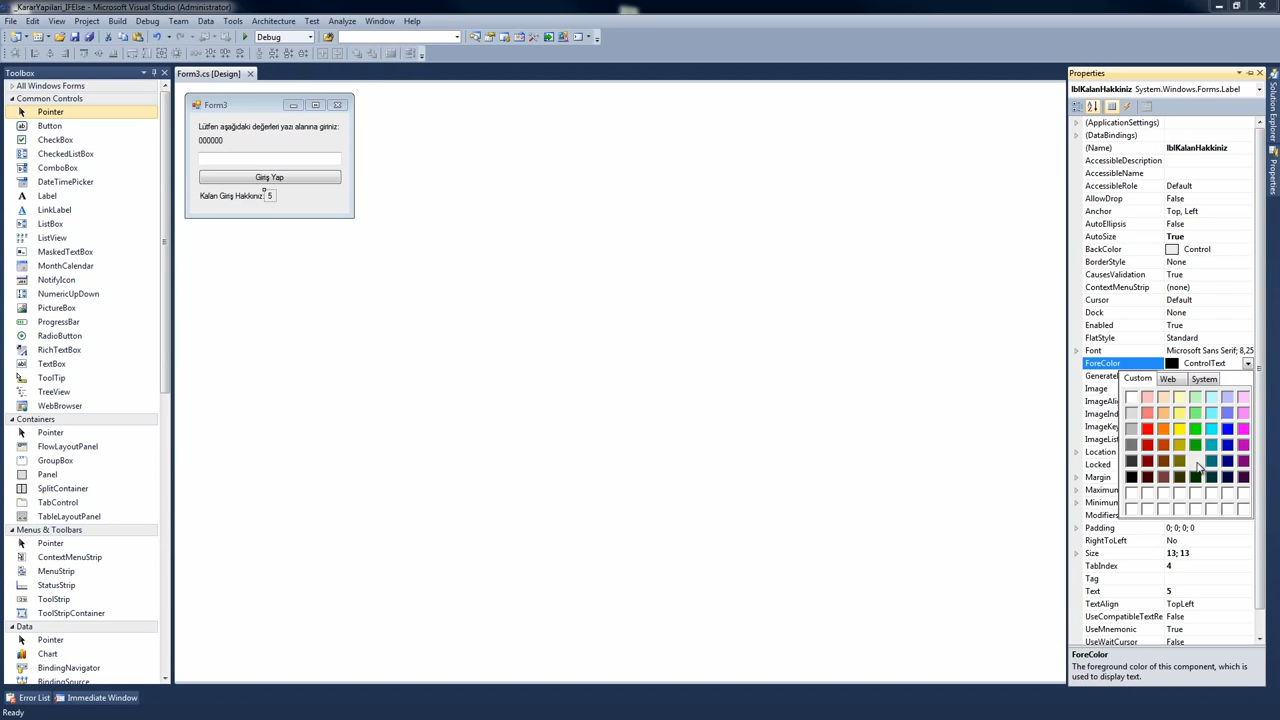 _KararYapilari_IFElse - Microsoft Visual Studio (Administrator)
File Edit View Project Build Debug Team Data Tools Architecture Test Analyze Window Help
Debug
Toolbox
All Windows Forms
Common Controls
Pointer
Button
CheckBox
CheckedListBox
ComboBox
DateTimePicker
Label
LinkLabel
ListBox
ListView
MaskedTextBox
MonthCalendar
NotifyIcon
NumericUpDown
PictureBox
ProgressBar
RadioButton
RichTextBox
TextBox
ToolTip
TreeView
WebBrowser
Containers
Pointer
FlowLayoutPanel
GroupBox
Panel
SplitContainer
TabControl
TableLayoutPanel
Menus & Toolbars
Pointer
ContextMenuStrip
MenuStrip
StatusStrip
ToolStrip
ToolStripContainer
Data
Pointer
Chart
BindingNavigator
BindingSource
Form3.cs [Design]
Form3
Lütfen aşağıdaki değerleri yazı alanına giriniz:
000000
Giriş Yap
Kalan Giriş Hakkınız: 5
Properties
lblKalanHakkiniz System.Windows.Forms.Label
(ApplicationSettings)
(DataBindings)
(Name) lblKalanHakkiniz
AccessibleDescription
AccessibleName
AccessibleRole Default
AllowDrop False
Anchor Top, Left
AutoEllipsis False
AutoSize True
BackColor Control
BorderStyle None
CausesValidation True
ContextMenuStrip (none)
Cursor Default
Dock None
Enabled True
FlatStyle Standard
Font Microsoft Sans Serif; 8,25
ForeColor ControlText
Custom Web System
Image
Location
Locked
Margin
Modifiers
Padding 0; 0; 0; 0
RightToLeft No
Size 13; 13
TabIndex 4
Tag
Text 5
TextAlign TopLeft
UseCompatibleTextRe False
UseMnemonic True
UseWaitCursor False
ForeColor
The foreground color of this component, which is
used to display text.
Solution Explorer
Properties
Error List Immediate Window
Ready